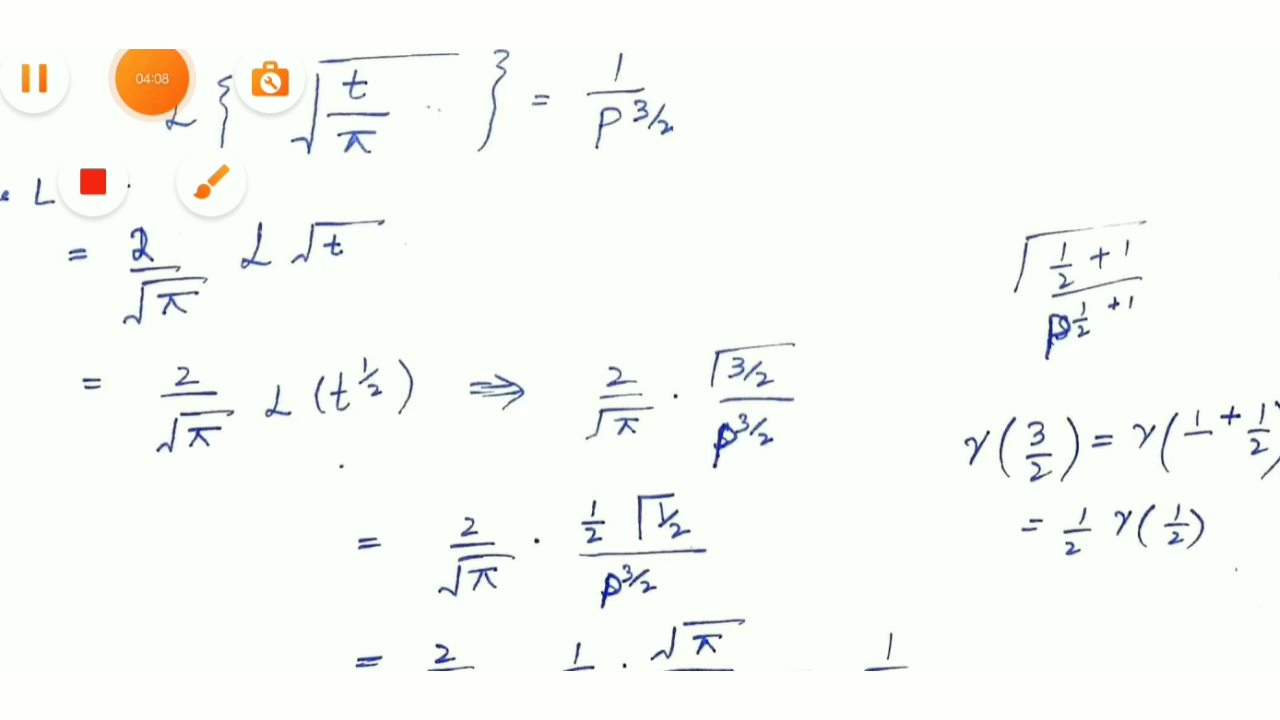 04:08
L { √(t/π) } = 1/p^3/2
L
= 2/√π L √t
Γ(1/2 + 1)/p^(1/2 + 1)
= 2/√π L (t^1/2) ⇒ 2/√π · Γ3/2/p^3/2
γ(3/2) = γ(1 + 1/2)
= 1/2 γ(1/2)
= 2/√π · 1/2 Γ1/2/p^3/2
= 2 1 · √π 1